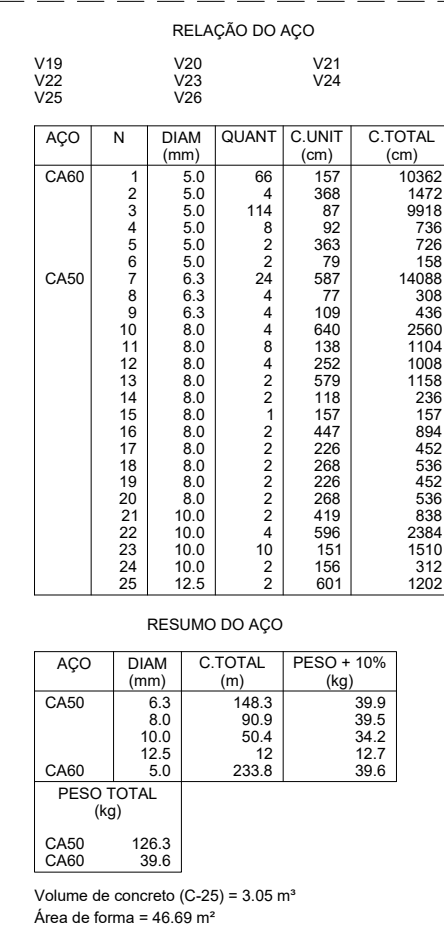 RELAÇÃO DO AÇO
V19 V20 V21
V22 V23 V24
V25 V26
AÇO N DIAM QUANT C.UNIT C.TOTAL
(mm) (cm) (cm)
CA60 1 5.0 66 157 10362
2 5.0 4 368 1472
3 5.0 114 87 9918
4 5.0 8 92 736
5 5.0 2 363 726
6 5.0 2 79 158
CA50 7 6.3 24 587 14088
8 6.3 4 77 308
9 6.3 4 109 436
10 8.0 4 640 2560
11 8.0 8 138 1104
12 8.0 4 252 1008
13 8.0 2 579 1158
14 8.0 2 118 236
15 8.0 1 157 157
16 8.0 2 447 894
17 8.0 2 226 452
18 8.0 2 268 536
19 8.0 2 226 452
20 8.0 2 268 536
21 10.0 2 419 838
22 10.0 4 596 2384
23 10.0 10 151 1510
24 10.0 2 156 312
25 12.5 2 601 1202
RESUMO DO AÇO
AÇO DIAM C.TOTAL PESO + 10%
(mm) (m) (kg)
CA50 6.3 148.3 39.9
8.0 90.9 39.5
10.0 50.4 34.2
12.5 12 12.7
CA60 5.0 233.8 39.6
PESO TOTAL
(kg)
CA50 126.3
CA60 39.6
Volume de concreto (C-25) = 3.05 m³
Área de forma = 46.69 m²